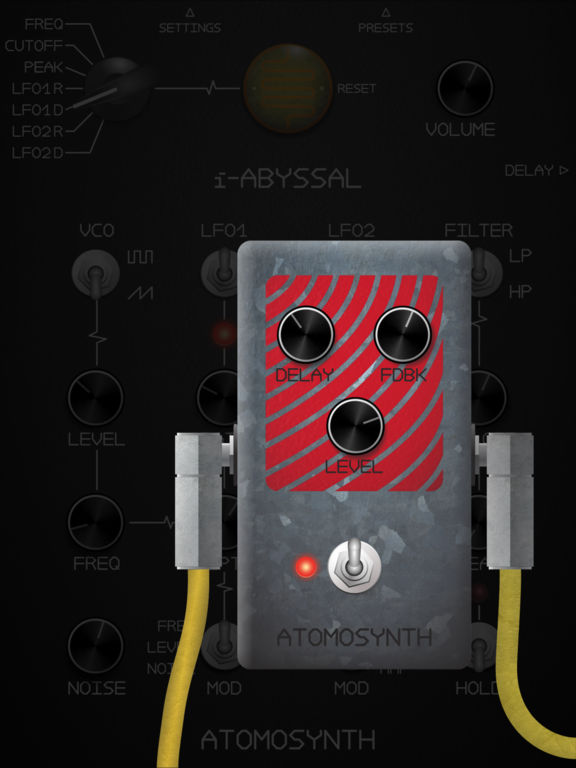 SETTINGS
PRESETS
FREQ
CUTOFF
PEAK
LFO1R
LFO1D
LFO2R
LFO2D
RESET
VOLUME
i-ABYSSAL
DELAY
VCO
LFO1
LFO2
FILTER
LP
HP
DELAY
FDBK
LEVEL
LEVEL
FREQ
ATOMOSYNTH
NOISE
MOD
MOD
HOLD
ATOMOSYNTH